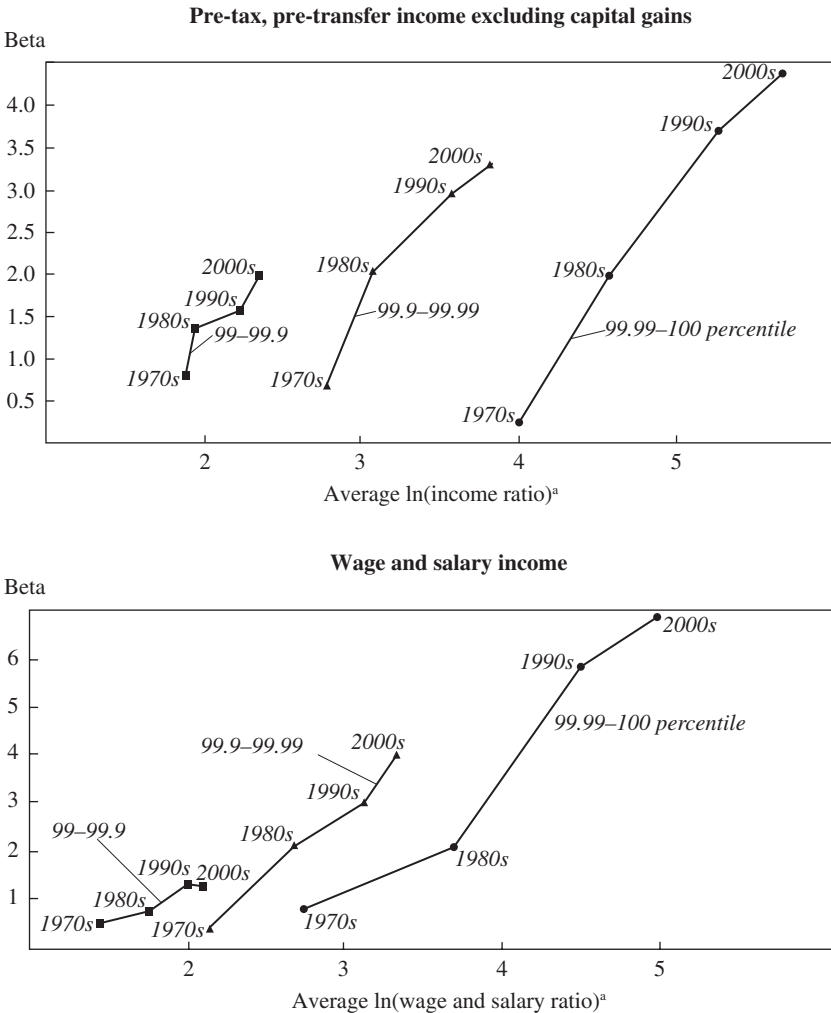 Pre-tax, pre-transfer income excluding capital gains
Beta
2000s
4.0
1990s
3.5
2000s
3.0
1990s
2.5
2000s
1980s
1980s
2.0
1990s
1980s
1.5
99–99.9
99.9–99.99
99.99–100 percentile
1.0
1970s
1970s
0.5
1970s
2 3 4 5
Average ln(income ratio)ᵃ
Wage and salary income
Beta
2000s
6
1990s
5
99.99–100 percentile
4
99.9–99.99
2000s
3
1990s
2
1980s
99–99.9
1980s
1990s
2000s
1
1980s
1970s
1970s
1970s
2 3 4 5
Average ln(wage and salary ratio)ᵃ